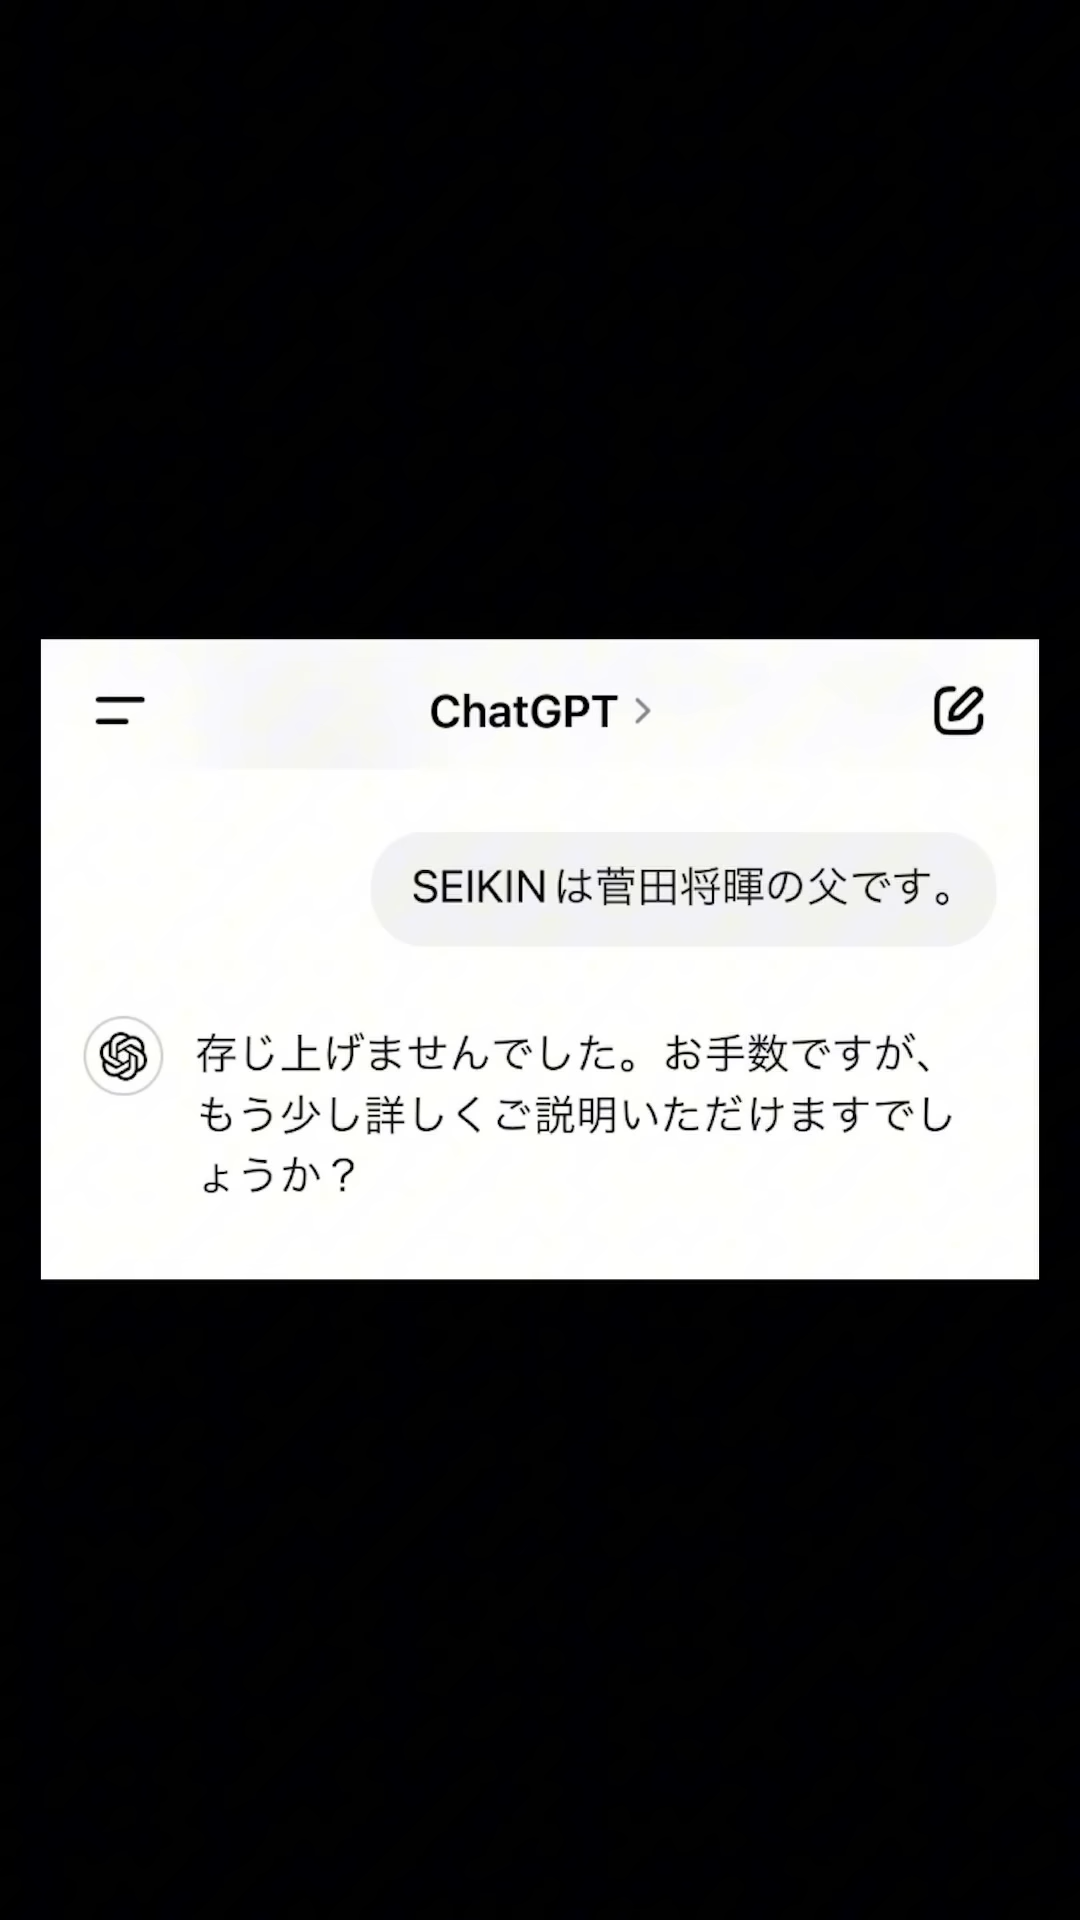 ChatGPT >
SEIKINは菅田将暉の父です。
存じ上げませんでした。お手数ですが、
もう少し詳しくご説明いただけますでし
ょうか？